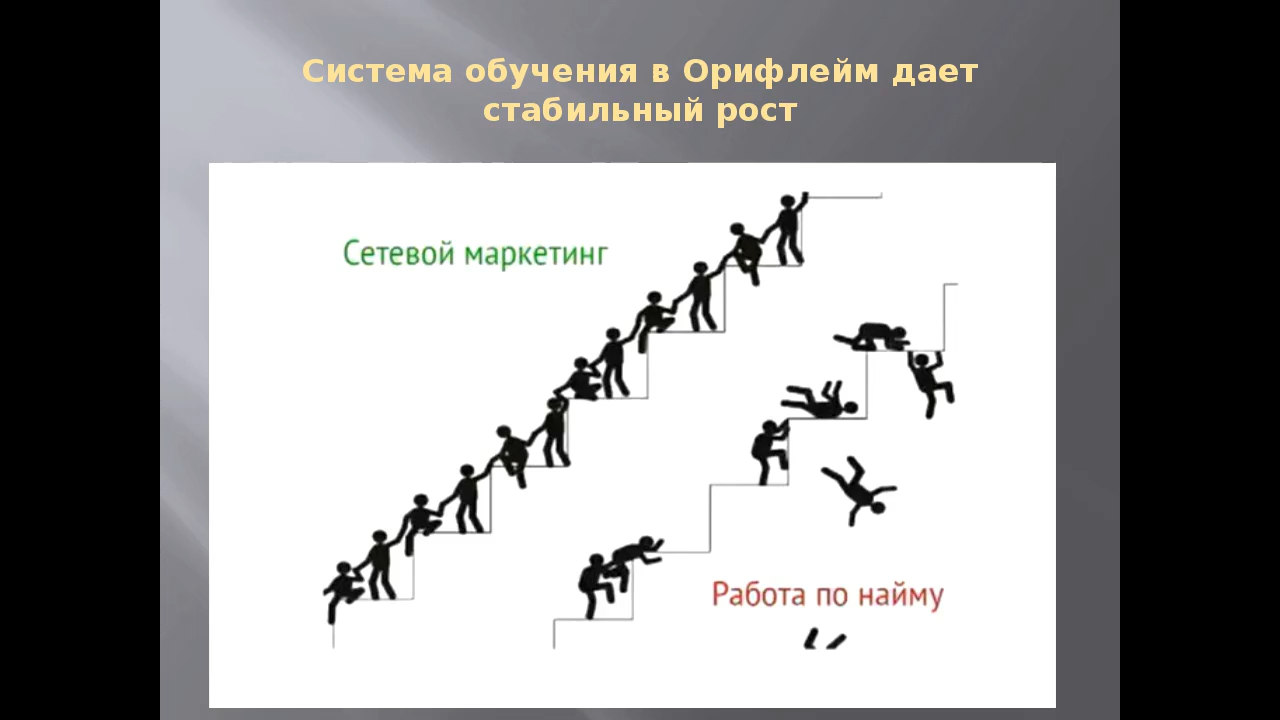 Система обучения в Орифлейм дает
стабильный рост
Сетевой маркетинг
Работа по найму